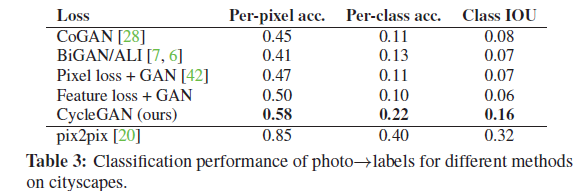 Loss Per-pixel acc. Per-class acc. Class IOU
CoGAN [28] 0.45 0.11 0.08
BiGAN/ALI [7, 6] 0.41 0.13 0.07
Pixel loss + GAN [42] 0.47 0.11 0.07
Feature loss + GAN 0.50 0.10 0.06
CycleGAN (ours) 0.58 0.22 0.16
pix2pix [20] 0.85 0.40 0.32
Table 3: Classification performance of photo→labels for different methods
on cityscapes.